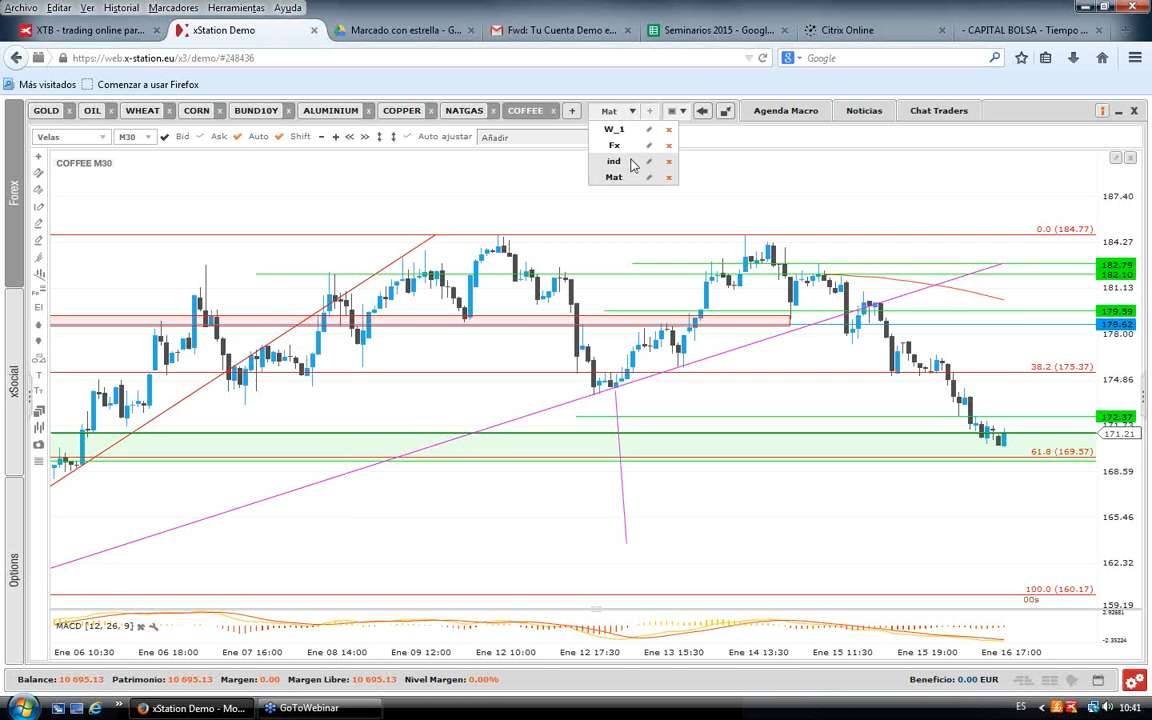 Archivo Editar Ver Historial Marcadores Herramientas Ayuda
XTB - trading online par... xStation Demo Marcado con estrella - G... Fwd: Tu Cuenta Demo e... Seminarios 2015 - Googl... Citrix Online - CAPITAL BOLSA - Tiempo
https://web.x-station.eu/x3/demo/#248436 Google
Más visitados Comenzar a usar Firefox
GOLD OIL WHEAT CORN BUND10Y ALUMINIUM COPPER NATGAS COFFEE Mat Agenda Macro Noticias Chat Traders
Velas M30 Bid Ask Auto Shift Auto ajustar Añadir
W_1
Fx
ind
Mat
COFFEE M30
Forex
xSocial
Options
187.40
0.0 (184.77)
184.27
182.79
182.10
181.13
179.59
178.62
178.00
38.2 (175.37)
174.86
172.37
171.21
61.8 (169.57)
168.59
165.46
162.32
100.0 (160.17)
00s
159.19
MACD [12, 26, 9]
2.92681
-2.35224
Ene 06 10:30 Ene 06 18:00 Ene 07 16:00 Ene 08 14:00 Ene 09 12:00 Ene 12 10:00 Ene 12 17:30 Ene 13 15:30 Ene 14 13:30 Ene 15 11:30 Ene 15 19:00 Ene 16 17:00
Balance: 10 695.13 Patrimonio: 10 695.13 Margen: 0.00 Margen Libre: 10 695.13 Nivel Margen: 0.00% Beneficio: 0.00 EUR
xStation Demo - Mo... GoToWebinar ES 10:41